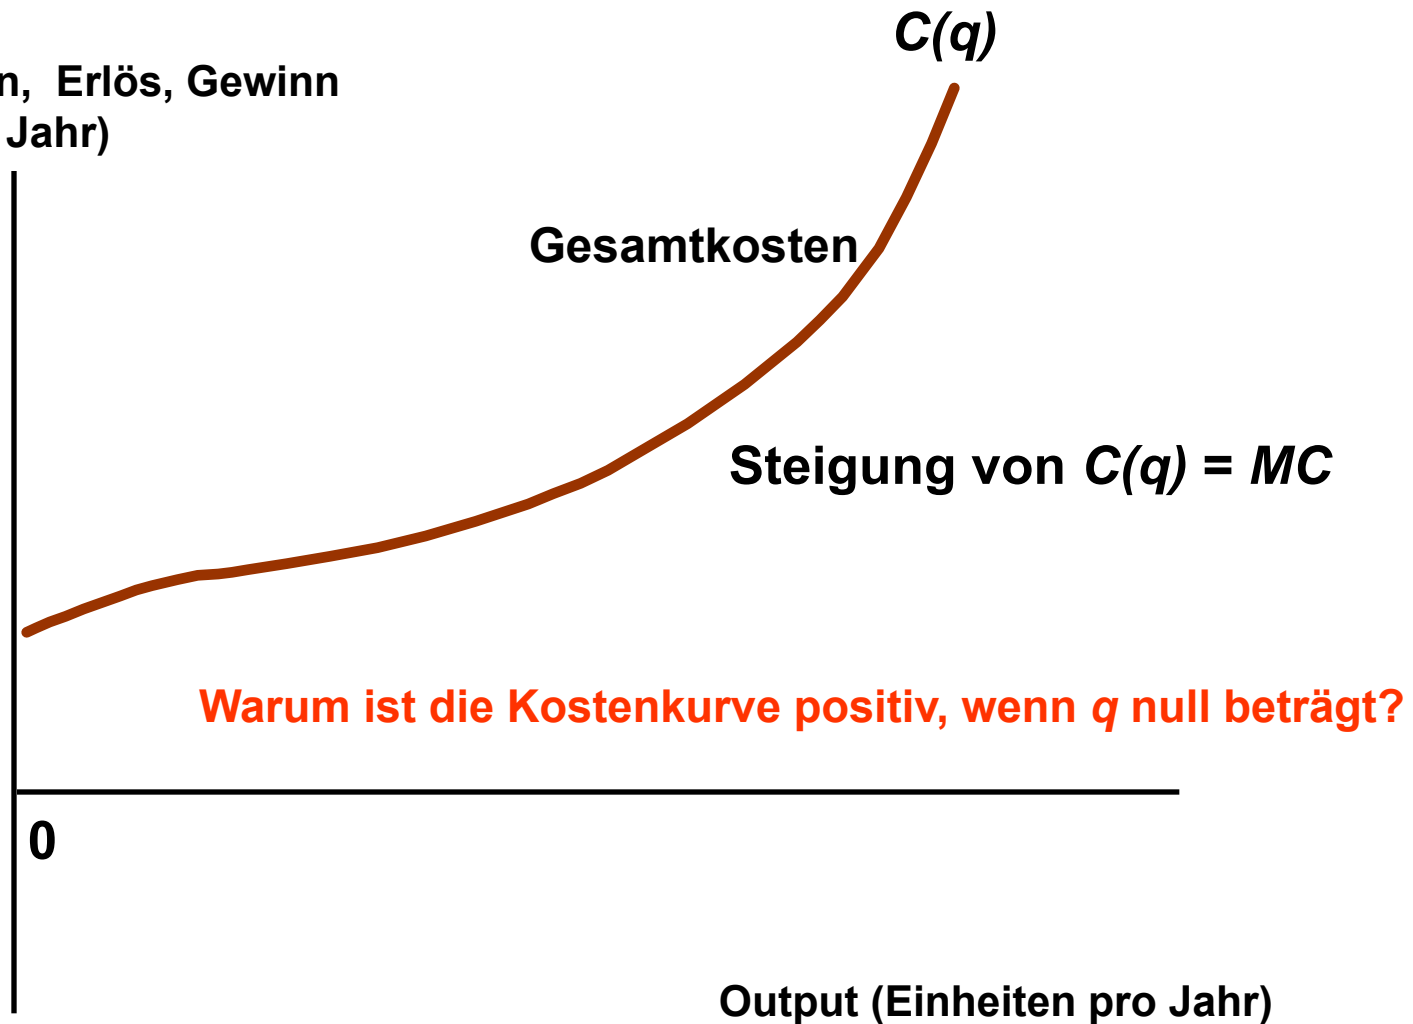 C(q)
n, Erlös, Gewinn
Jahr)
Gesamtkosten
Steigung von C(q) = MC
Warum ist die Kostenkurve positiv, wenn q null beträgt?
0
Output (Einheiten pro Jahr)